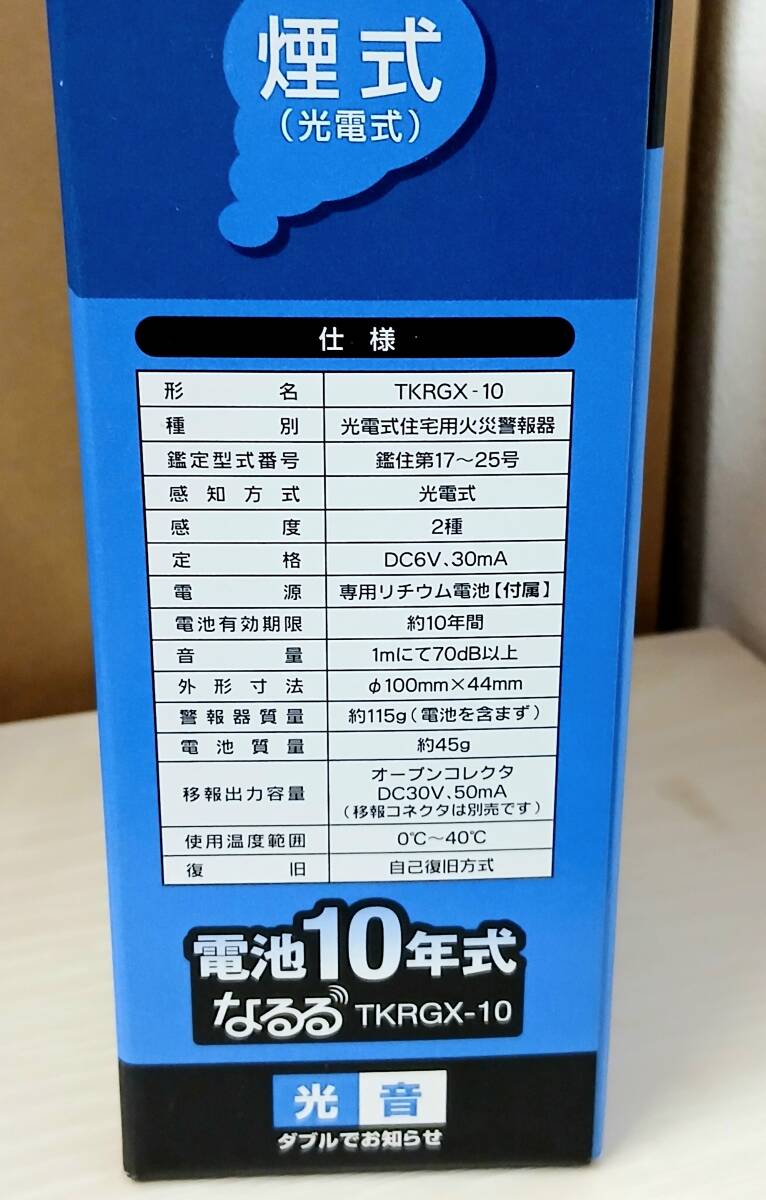 煙式
(光電式)
仕様
形名 TKRGX-10
種別 光電式住宅用火災警報器
鑑定型式番号 鑑住第17〜25号
感知方式 光電式
感度 2種
定格 DC6V、30mA
電源 専用リチウム電池【付属】
電池有効期限 約10年間
音量 1mにて70dB以上
外形寸法 φ100mm×44mm
警報器質量 約115g(電池を含まず)
電池質量 約45g
移報出力容量 オープンコレクタ
DC30V、50mA
(移報コネクタは別売です)
使用温度範囲 0℃〜40℃
復旧 自己復旧方式
電池10年式
なるる TKRGX-10
光 音
ダブルでお知らせ